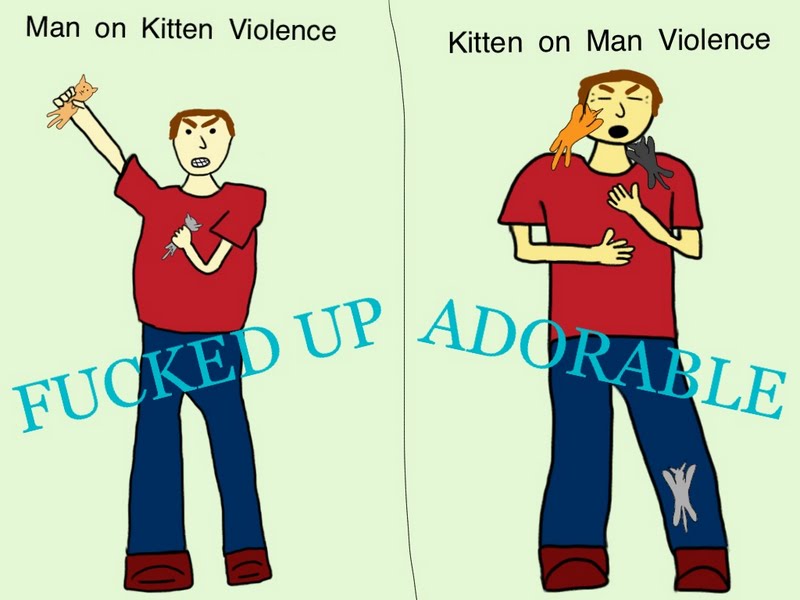 Man on Kitten Violence
FUCKED UP
Kitten on Man Violence
ADORABLE